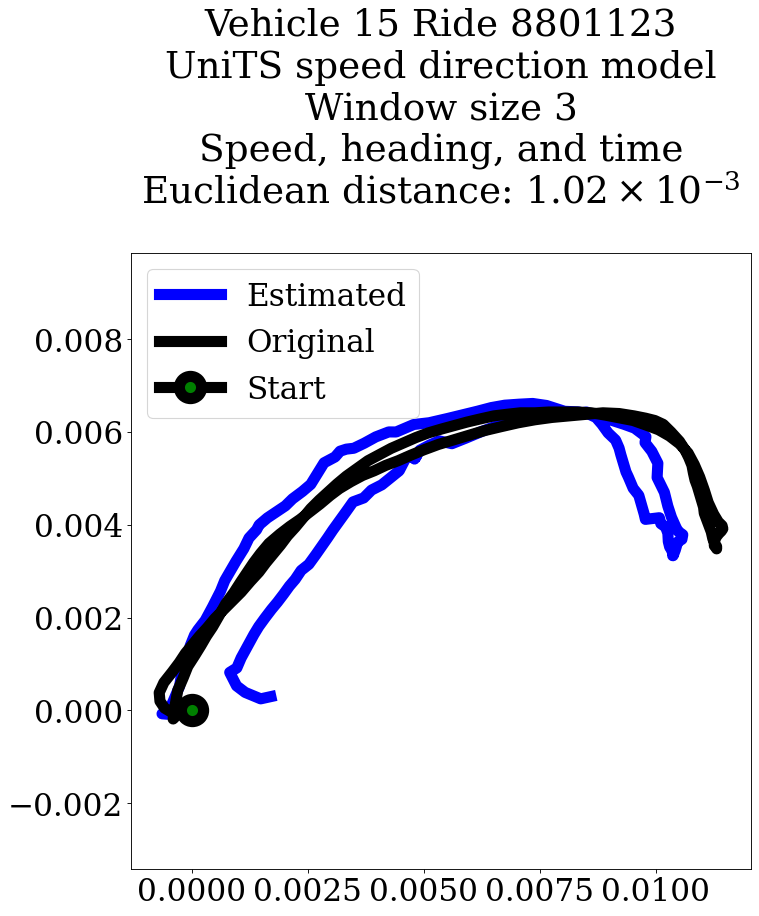 Vehicle 15 Ride 8801123
UniTS speed direction model
Window size 3
Speed, heading, and time
Euclidean distance: 1.02 × 10⁻³
Estimated
Original
Start
0.008
0.006
0.004
0.002
0.000
−0.002
0.0000 0.0025 0.0050 0.0075 0.0100